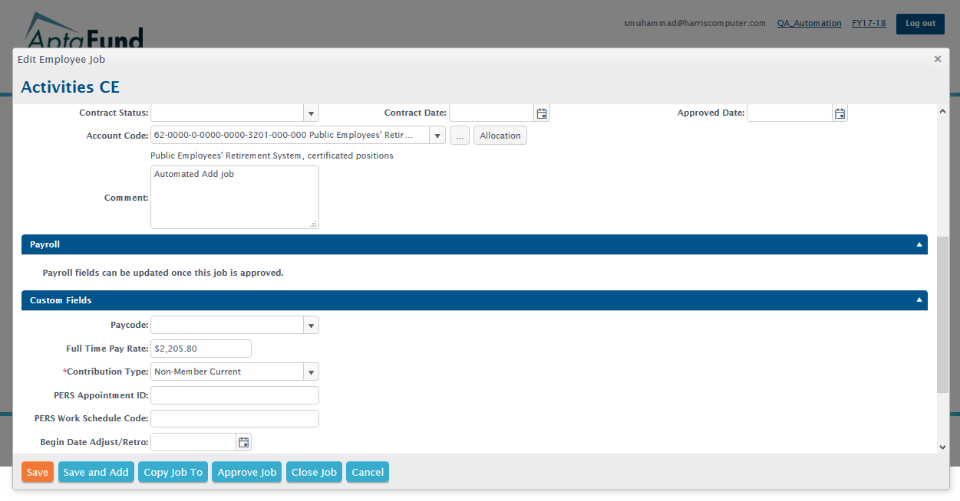 AptaFund
smuhammad@harriscomputer.com QA_Automation FY17-18 Log out
Edit Employee Job
Activities CE
Contract Status: Contract Date: Approved Date:
Account Code: 62-0000-0-0000-0000-3201-000-000 Public Employees' Retir... ... Allocation
Public Employees' Retirement System, certificated positions
Comment: Automated Add job
Payroll
Payroll fields can be updated once this job is approved.
Custom Fields
Paycode:
Full Time Pay Rate: $2,205.80
*Contribution Type: Non-Member Current
PERS Appointment ID:
PERS Work Schedule Code:
Begin Date Adjust/Retro:
Save Save and Add Copy Job To Approve Job Close Job Cancel